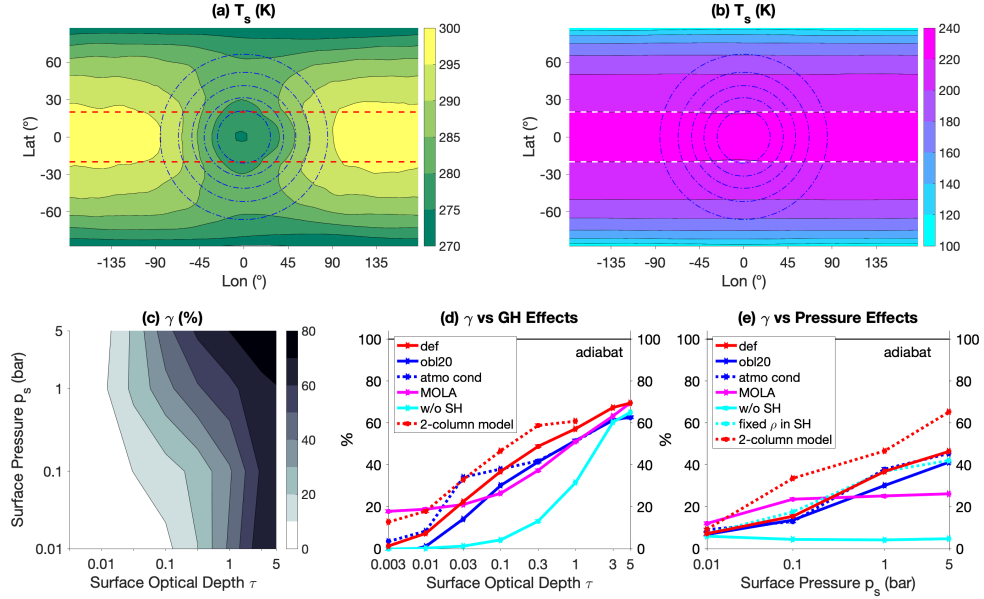 (a) T_s (K)
60
30
0
-30
-60
Lat (°)
-135 -90 -45 0 45 90 135
Lon (°)
300
295
290
285
280
275
270
(b) T_s (K)
60
30
0
-30
-60
-135 -90 -45 0 45 90 135
Lon (°)
240
220
200
180
160
140
120
100
(c) γ (%)
5
1
0.1
0.01
Surface Pressure p_s (bar)
0.01 0.1 1 5
Surface Optical Depth τ
80
60
40
20
0
(d) γ vs GH Effects
100
80
60
40
20
0
%
def
obl20
atmo cond
MOLA
w/o SH
2-column model
adiabat
100
80
60
40
20
0
0.003 0.01 0.03 0.1 0.3 1 3 5
Surface Optical Depth τ
(e) γ vs Pressure Effects
100
80
60
40
20
0
%
def
obl20
atmo cond
MOLA
w/o SH
fixed ρ in SH
2-column model
adiabat
100
80
60
40
20
0
0.01 0.1 1 5
Surface Pressure p_s (bar)